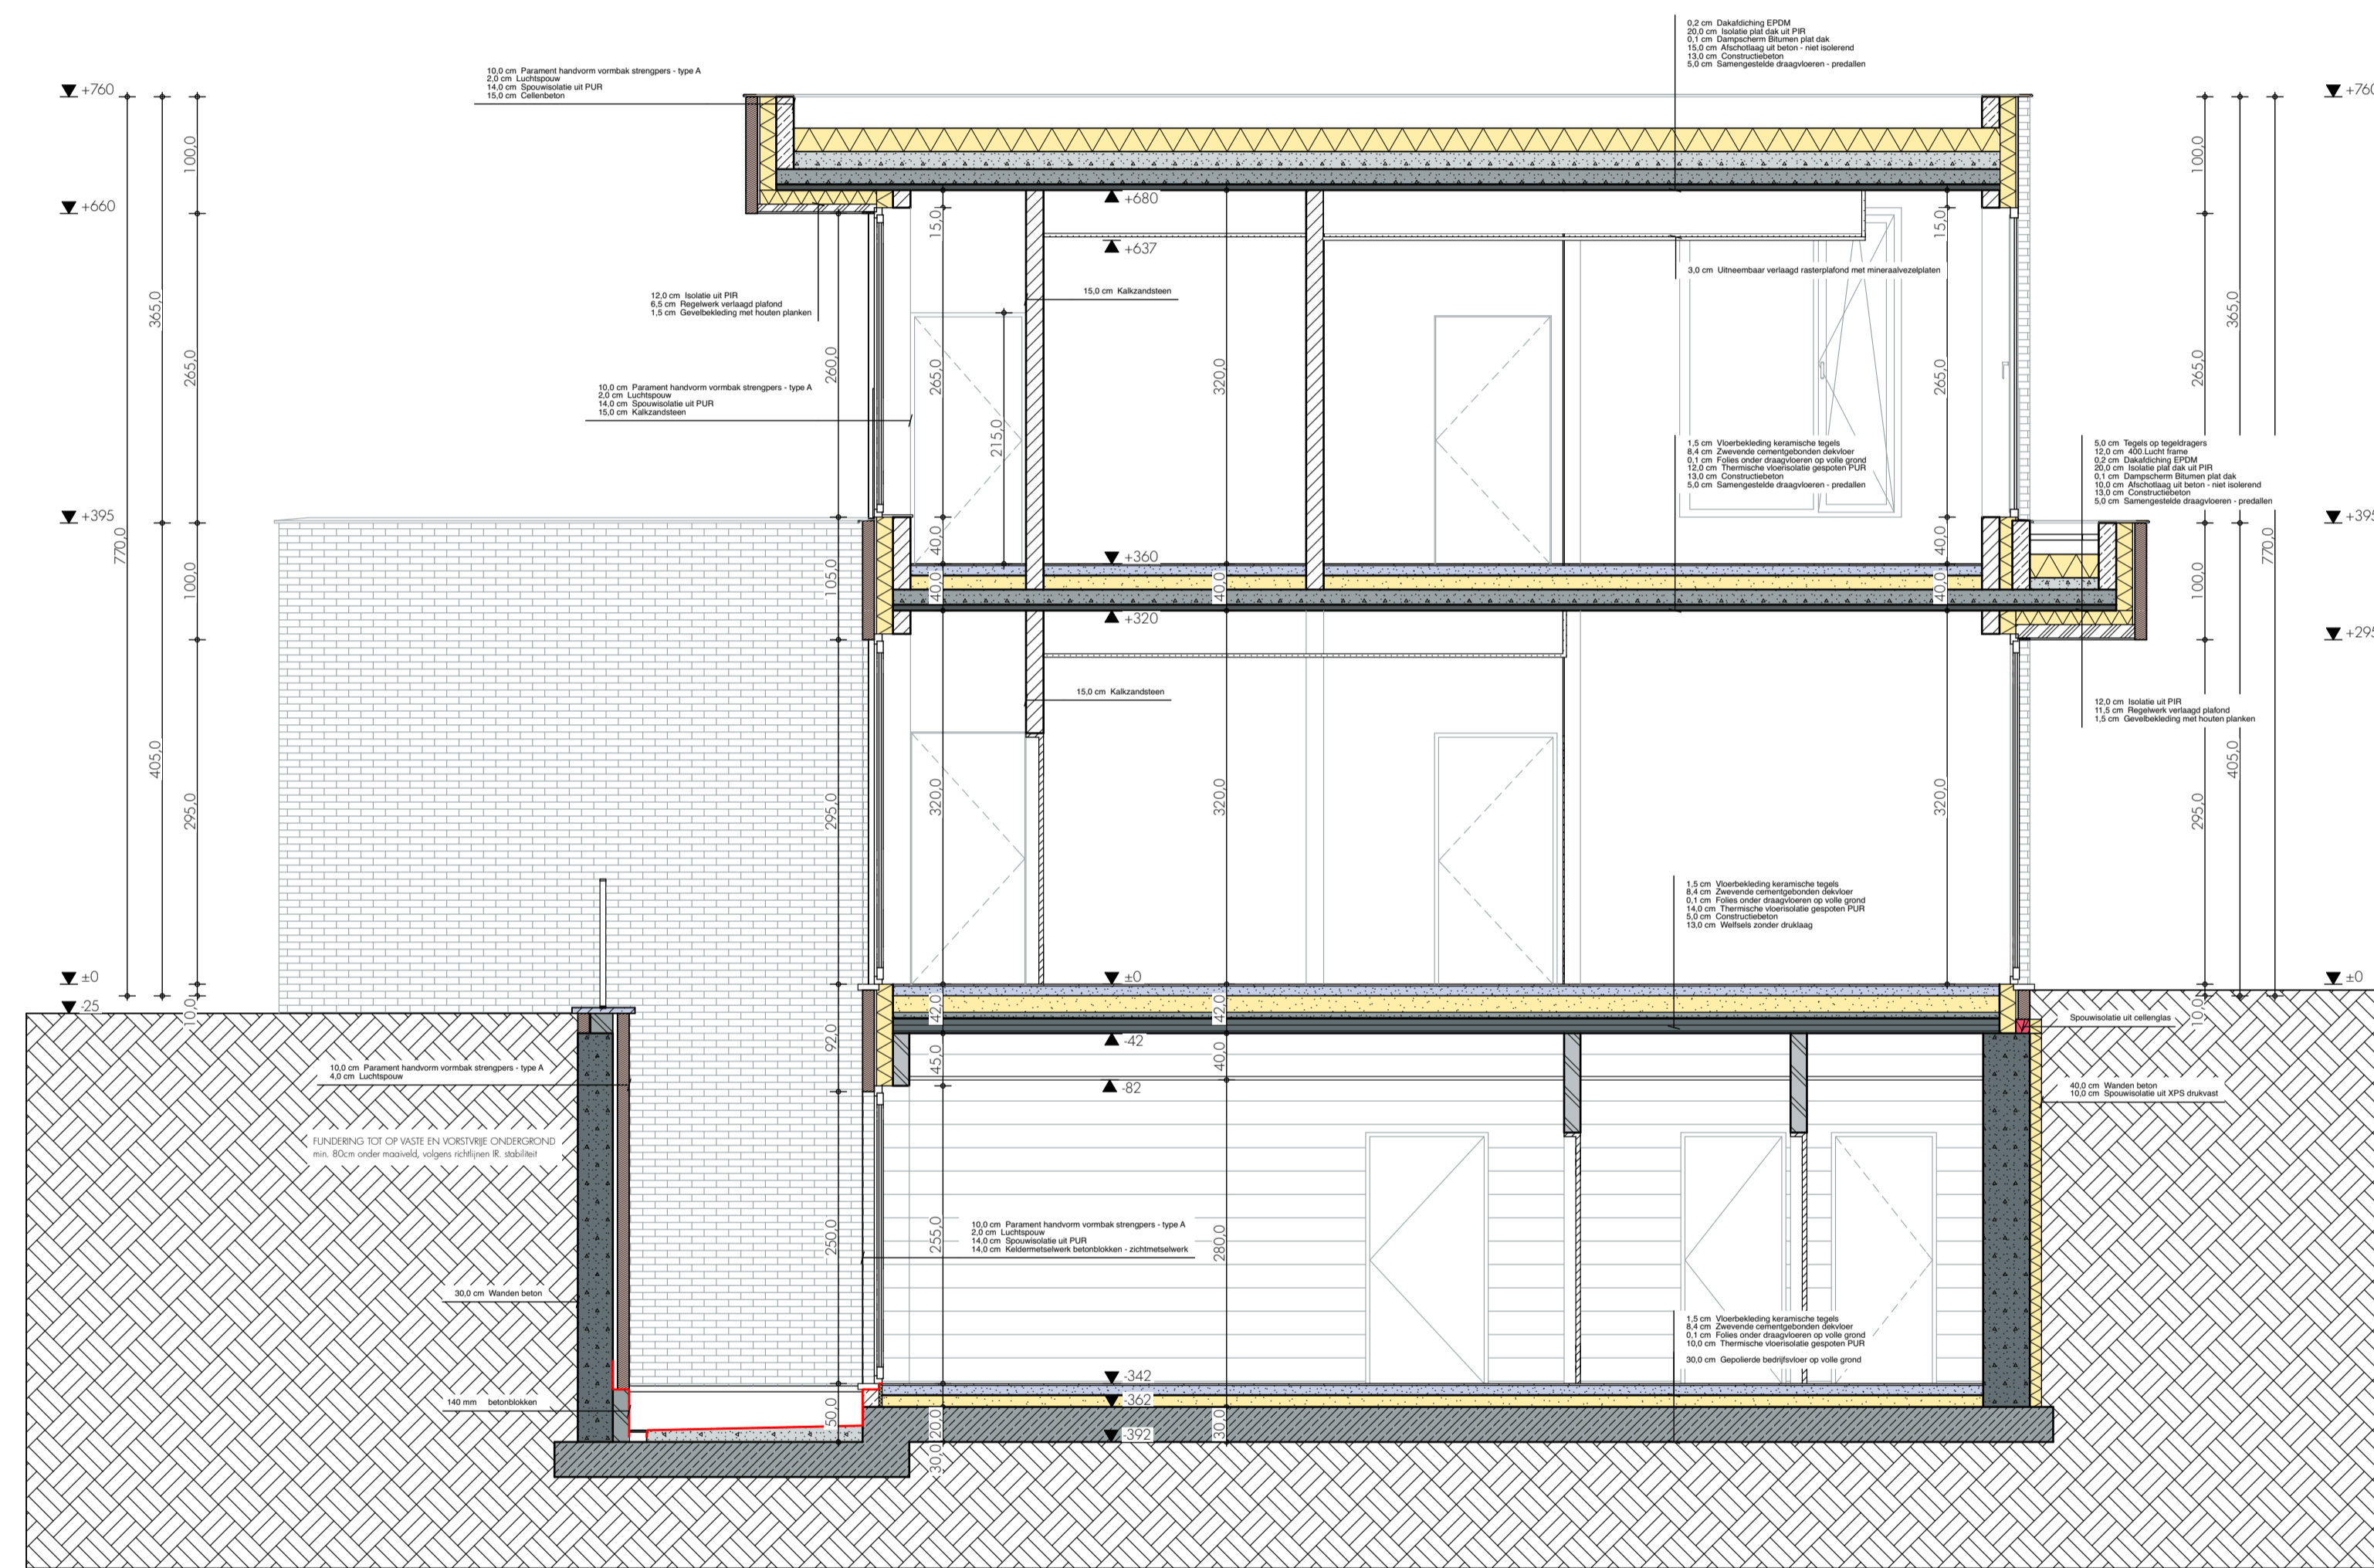 0,2 cm Dakafdiching EPDM
20,0 cm Isolatie plat dak uit PIR
0,1 cm Dampscherm Bitumen plat dak
15,0 cm Afschotlaag uit beton - niet isolerend
13,0 cm Constructiebeton
5,0 cm Samengestelde draagvloeren - predallen
10,0 cm Parament handvorm vormbak strengpers - type A
2,0 cm Luchtspouw
14,0 cm Spouwisolatie uit PUR
15,0 cm Cellenbeton
+760
+760
100,0
100,0
+660
+680
15,0
15,0
+637
3,0 cm Uitneembaar verlaagd rasterplafond met mineraalvezelplaten
15,0 cm Kalkzandsteen
12,0 cm Isolatie uit PIR
6,5 cm Regelwerk verlaagd plafond
1,5 cm Gevelbekleding met houten planken
365,0
265,0
260,0
265,0
320,0
265,0
265,0
365,0
10,0 cm Parament handvorm vormbak strengpers - type A
2,0 cm Luchtspouw
14,0 cm Spouwisolatie uit PUR
15,0 cm Kalkzandsteen
215,0
1,5 cm Vloerbekleding keramische tegels
8,4 cm Zwevende cementgebonden dekvloer
0,1 cm Folies onder draagvloeren op volle grond
12,0 cm Thermische vloerisolatie gespoten PUR
13,0 cm Constructiebeton
5,0 cm Samengestelde draagvloeren - predallen
5,0 cm Tegels op tegeldragers
12,0 cm 400.Lucht frame
0,2 cm Dakafdiching EPDM
20,0 cm Isolatie plat dak uit PIR
0,1 cm Dampscherm Bitumen plat dak
10,0 cm Afschotlaag uit beton - niet isolerend
13,0 cm Constructiebeton
5,0 cm Samengestelde draagvloeren - predallen
+395
+395
770,0
40,0
+360
40,0
770,0
100,0
105,0
40,0
40,0
40,0
100,0
+320
+295
15,0 cm Kalkzandsteen
12,0 cm Isolatie uit PIR
11,5 cm Regelwerk verlaagd plafond
1,5 cm Gevelbekleding met houten planken
405,0
295,0
295,0
320,0
320,0
320,0
295,0
405,0
1,5 cm Vloerbekleding keramische tegels
8,4 cm Zwevende cementgebonden dekvloer
0,1 cm Folies onder draagvloeren op volle grond
14,0 cm Thermische vloerisolatie gespoten PUR
5,0 cm Constructiebeton
13,0 cm Welfsels zonder druklaag
±0
±0
±0
-25
10,0
42,0
42,0
10,0
Spouwisolatie uit cellenglas
92,0
45,0
-42
40,0
-82
10,0 cm Parament handvorm vormbak strengpers - type A
4,0 cm Luchtspouw
40,0 cm Wanden beton
10,0 cm Spouwisolatie uit XPS drukvast
FUNDERING TOT OP VASTE EN VORSTVRIJE ONDERGROND
min. 80cm onder maaiveld, volgens richtlijnen IR. stabiliteit
250,0
255,0
280,0
10,0 cm Parament handvorm vormbak strengpers - type A
2,0 cm Luchtspouw
14,0 cm Spouwisolatie uit PUR
14,0 cm Keldermetselwerk betonblokken - zichtmetselwerk
30,0 cm Wanden beton
1,5 cm Vloerbekleding keramische tegels
8,4 cm Zwevende cementgebonden dekvloer
0,1 cm Folies onder draagvloeren op volle grond
10,0 cm Thermische vloerisolatie gespoten PUR
30,0 cm Gepolierde bedrijfsvloer op volle grond
-342
-362
140 mm betonblokken
50,0
20,0
30,0
-392
30,0